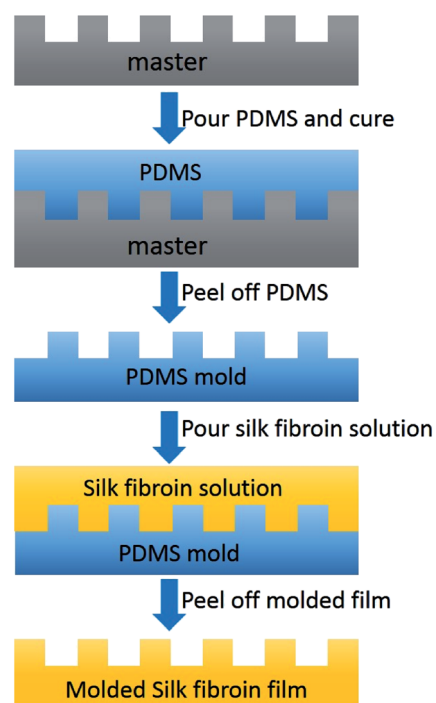 master
Pour PDMS and cure
PDMS
master
Peel off PDMS
PDMS mold
Pour silk fibroin solution
Silk fibroin solution
PDMS mold
Peel off molded film
Molded Silk fibroin film